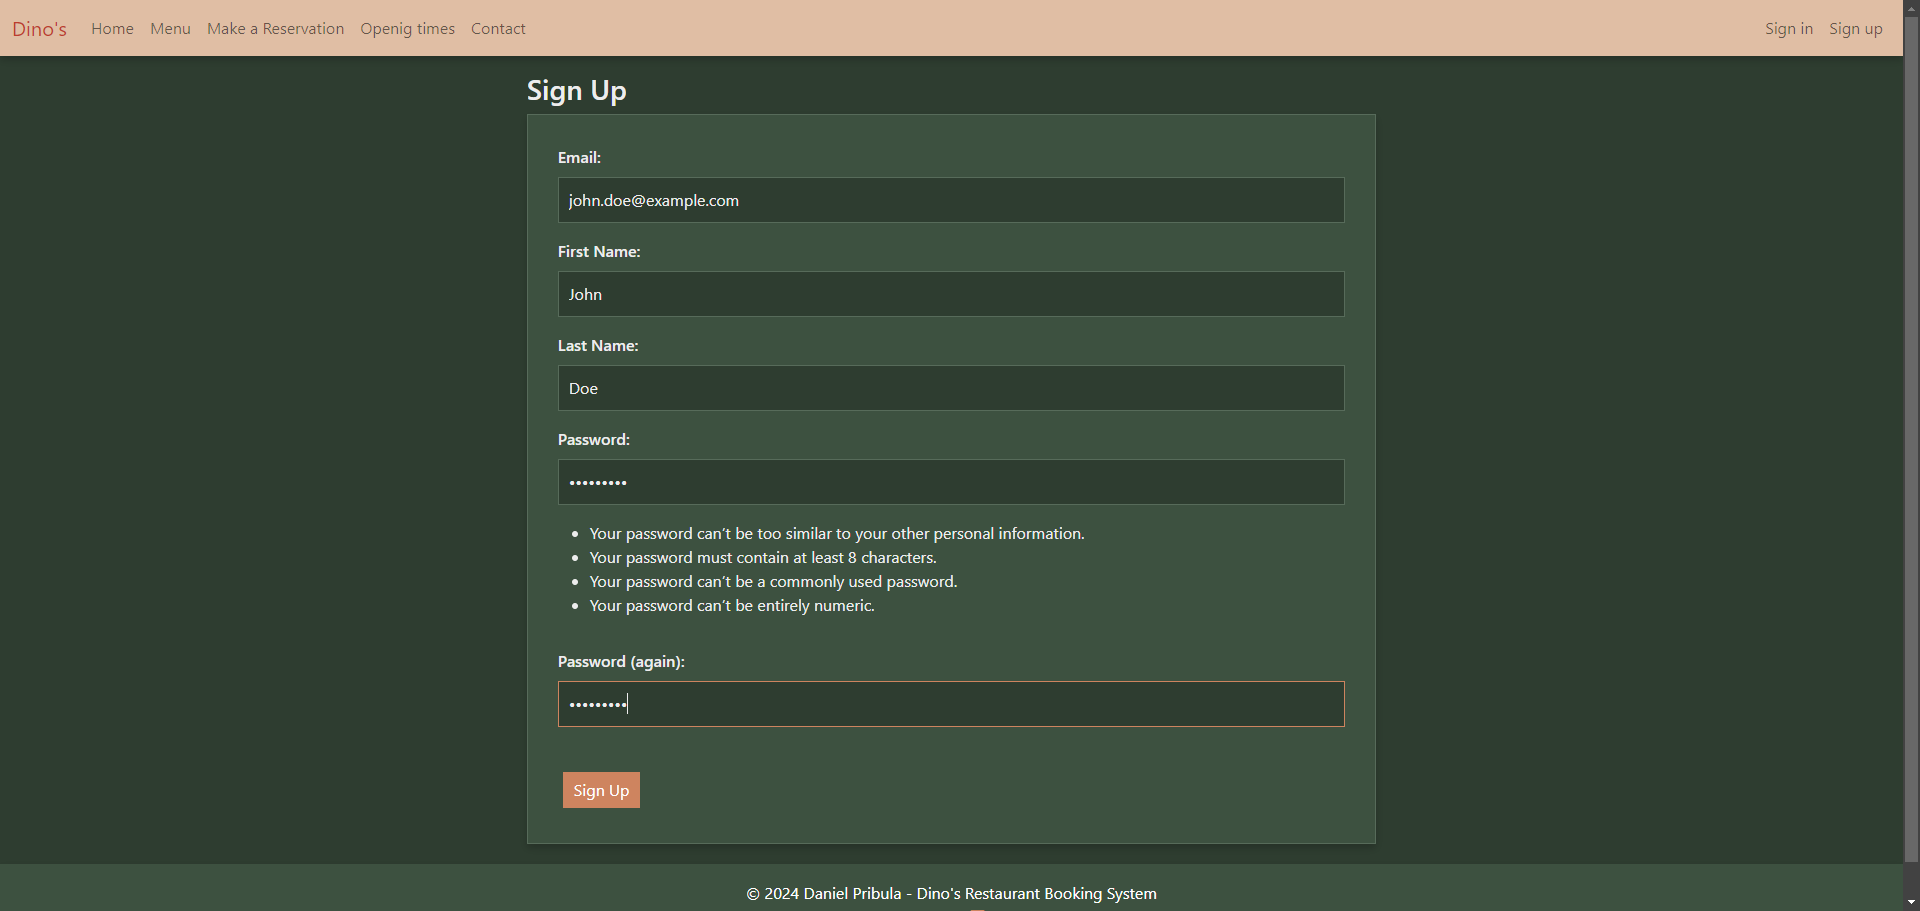 Dino's Home Menu Make a Reservation Openig times Contact Sign in Sign up
Sign Up
Email:
john.doe@example.com
First Name:
John
Last Name:
Doe
Password:
•••••••••
• Your password can’t be too similar to your other personal information.
• Your password must contain at least 8 characters.
• Your password can’t be a commonly used password.
• Your password can’t be entirely numeric.
Password (again):
•••••••••
Sign Up
© 2024 Daniel Pribula - Dino's Restaurant Booking System